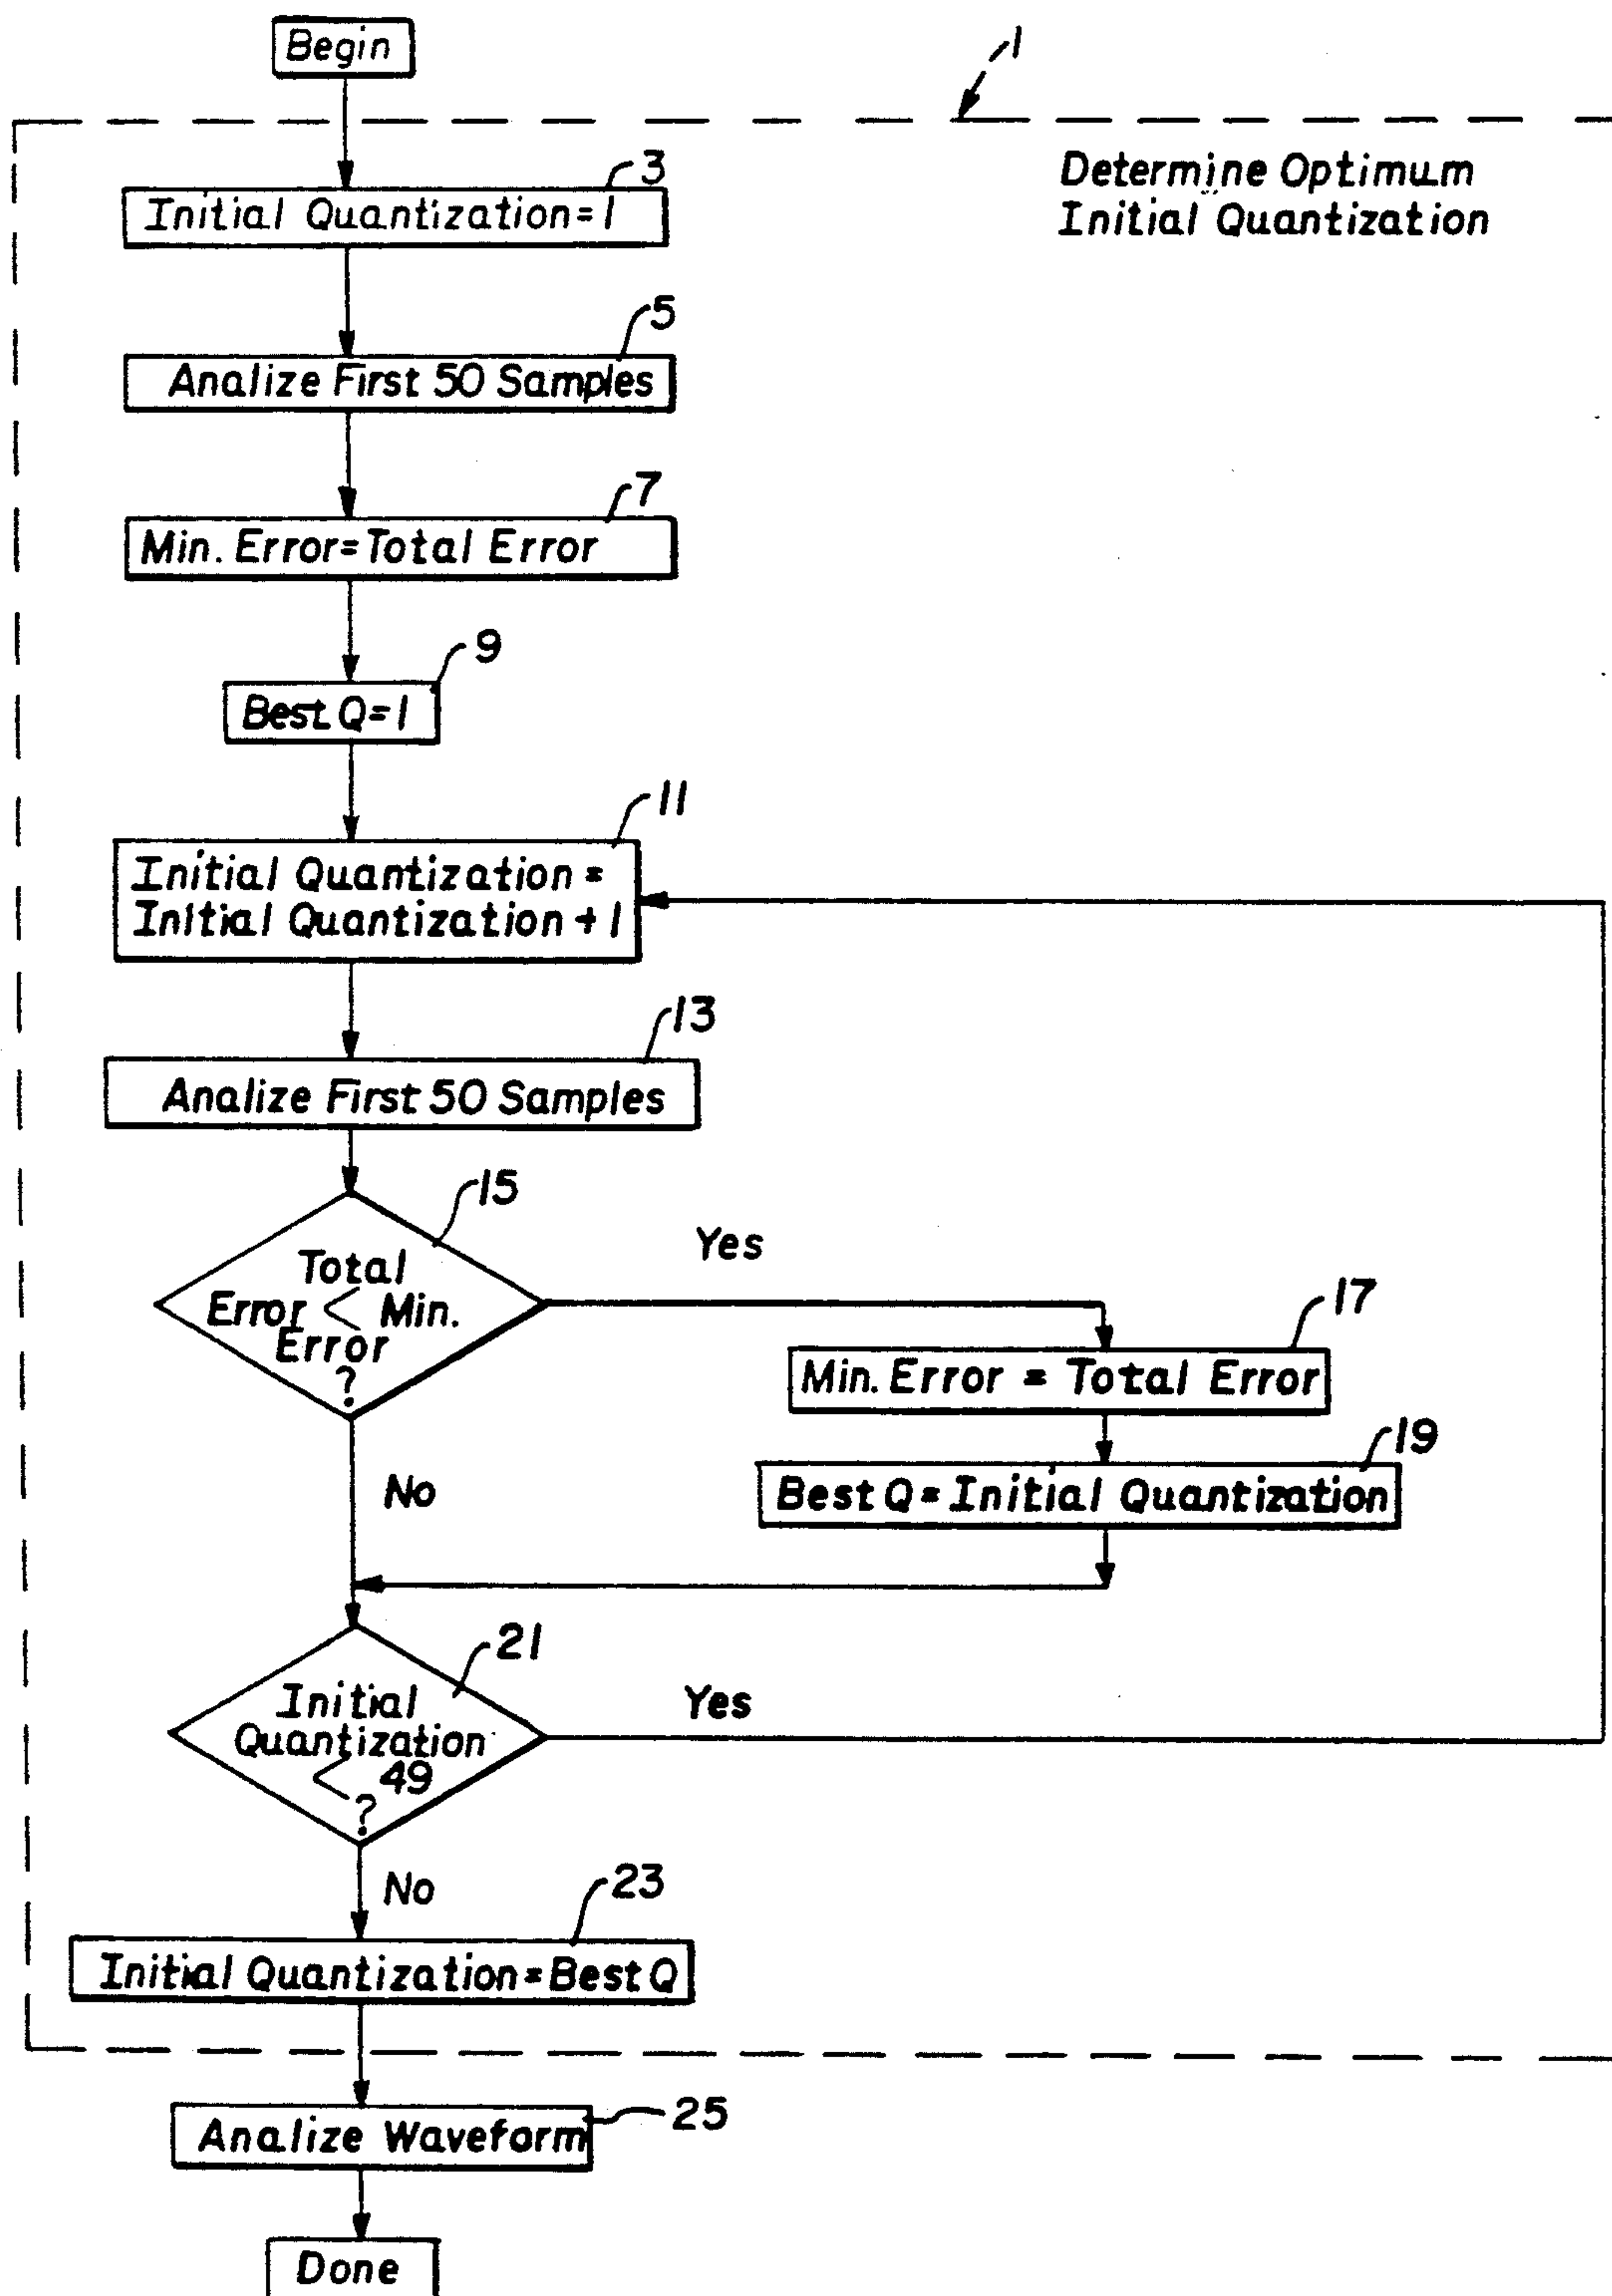 Begin
1
Determine Optimum
Initial Quantization
3
Initial Quantization=1
5
Analize First 50 Samples
7
Min. Error=Total Error
9
Best Q=1
11
Initial Quantization=
Initial Quantization+1
13
Analize First 50 Samples
15
Total
Error < Min.
Error
?
Yes
No
17
Min. Error = Total Error
19
Best Q=Initial Quantization
21
Initial
Quantization
< 49
?
Yes
No
23
Initial Quantization=Best Q
25
Analize Waveform
Done